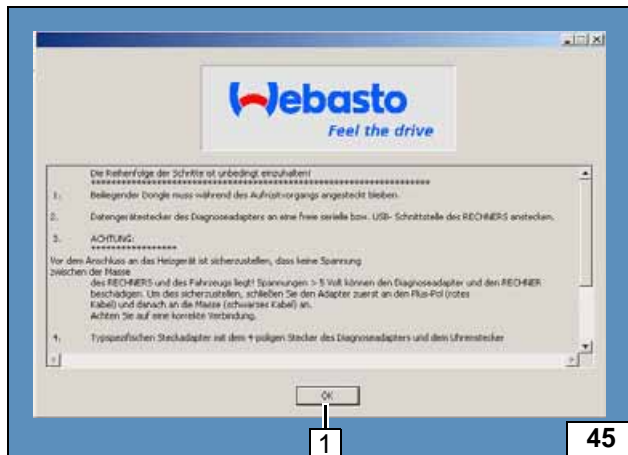 Webasto
Feel the drive
Die Reihenfolge der Schritte ist unbedingt einzuhalten!
**********************************************************************
1. Beiliegender Dongle muss während des Aufrüstvorgangs angesteckt bleiben.
2. Datengerätestecker des Diagnoseadapters an eine freie serielle bzw. USB- Schnittstelle des RECHNERS anstecken.
3. ACHTUNG:
*****************
Vor dem Anschluss an das Heizgerät ist sicherzustellen, dass keine Spannung
zwischen der Masse
des RECHNERS und des Fahrzeugs liegt! Spannungen > 5 Volt können den Diagnoseadapter und den RECHNER
beschädigen. Um dies sicherzustellen, schließen Sie den Adapter zuerst an den Plus-Pol (rotes
Kabel) und danach an die Masse (schwarzes Kabel) an.
Achten Sie auf eine korrekte Verbindung.
4. Typspezifischen Steckadapter mit dem 4-poligen Stecker des Diagnoseadapters und dem Uhrenstecker
OK
1
45